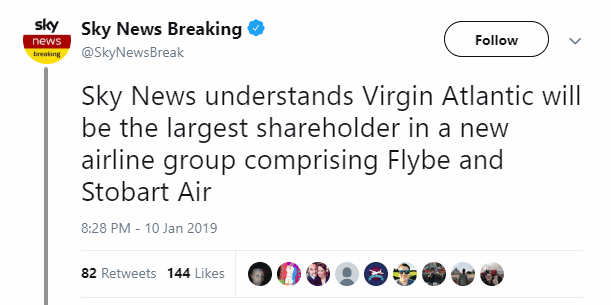 sky
news
breaking
Sky News Breaking
@SkyNewsBreak
Follow
Sky News understands Virgin Atlantic will
be the largest shareholder in a new
airline group comprising Flybe and
Stobart Air
8:28 PM - 10 Jan 2019
82 Retweets 144 Likes